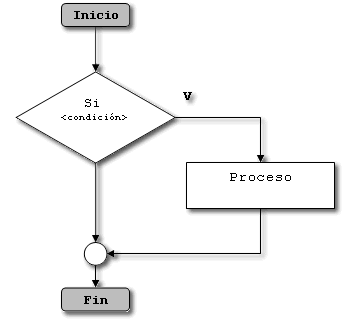 Inicio
Si
<condición>
V
Proceso
Fin